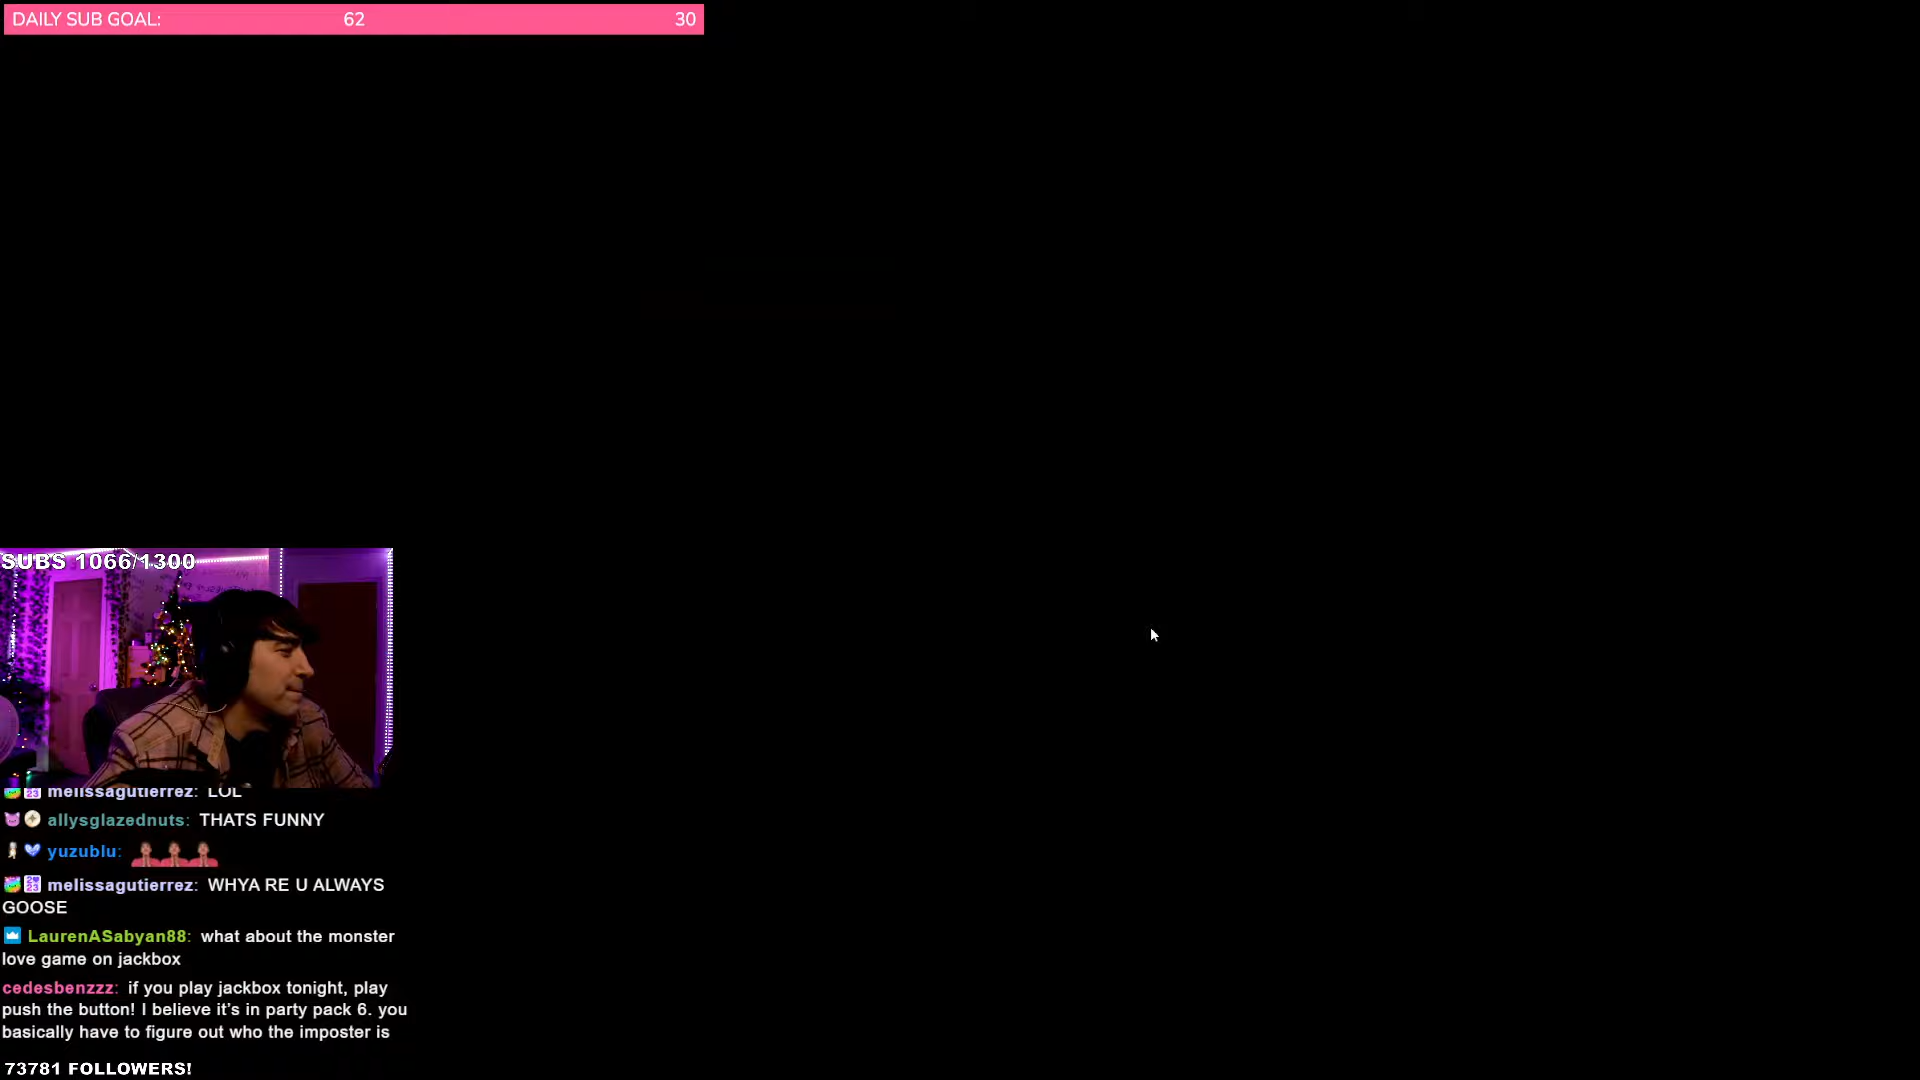 DAILY SUB GOAL: 62 30
SUBS 1066/1300
melissagutierrez: LOL
allysglazednuts: THATS FUNNY
yuzublu:
melissagutierrez: WHYA RE U ALWAYS
GOOSE
LaurenASabyan88: what about the monster
love game on jackbox
cedesbenzzz: if you play jackbox tonight, play
push the button! I believe it's in party pack 6. you
basically have to figure out who the imposter is
73781 FOLLOWERS!